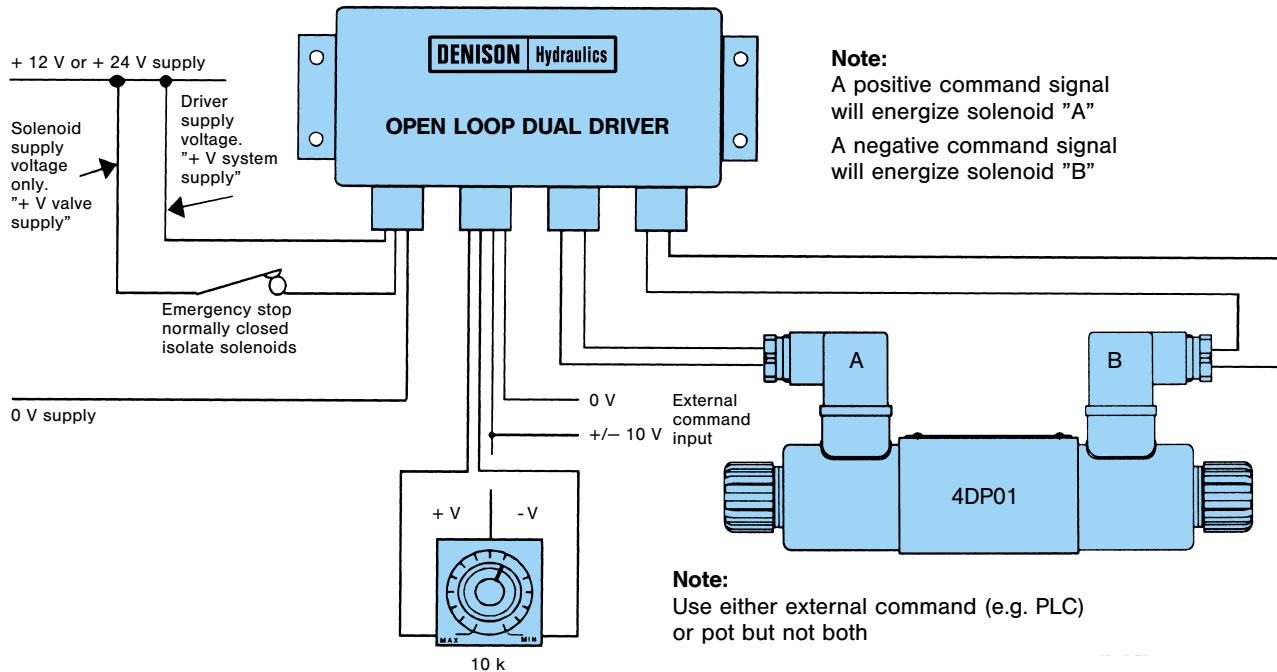 DENISON Hydraulics
OPEN LOOP DUAL DRIVER
+ 12 V or + 24 V supply
Solenoid
supply
voltage
only.
"+ V valve
supply"
Driver
supply
voltage.
"+ V system
supply"
Emergency stop
normally closed
isolate solenoids
0 V supply
Note:
A positive command signal
will energize solenoid "A"
A negative command signal
will energize solenoid "B"
0 V
+/− 10 V
External
command
input
+ V
- V
MAX
MIN
10 k
A
B
4DP01
Note:
Use either external command (e.g. PLC)
or pot but not both